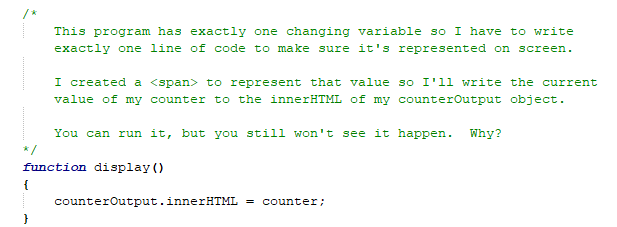 /*
This program has exactly one changing variable so I have to write
exactly one line of code to make sure it's represented on screen.
I created a <span> to represent that value so I'll write the current
value of my counter to the innerHTML of my counterOutput object.
You can run it, but you still won't see it happen.  Why?
*/
function display()
{
counterOutput.innerHTML = counter;
}